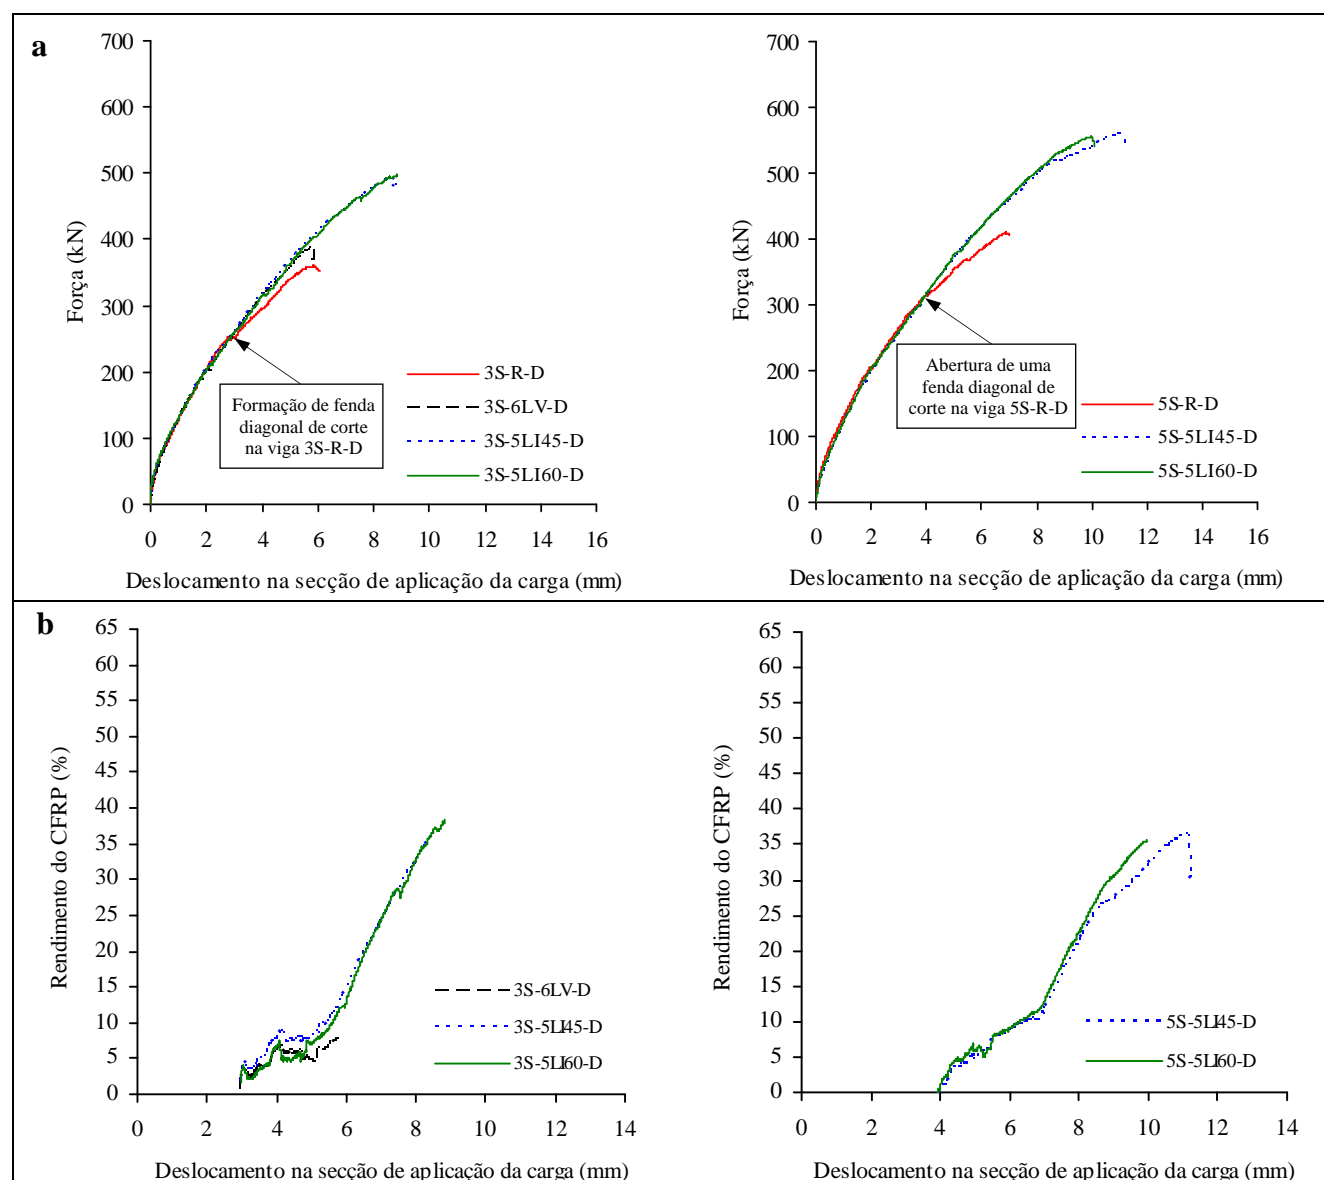 a
700
600
500
400
300
200
100
0
Força (kN)
0 2 4 6 8 10 12 14 16
Deslocamento na secção de aplicação da carga (mm)
Formação de fenda
diagonal de corte
na viga 3S-R-D
3S-R-D
3S-6LV-D
3S-5LI45-D
3S-5LI60-D
700
600
500
400
300
200
100
0
Força (kN)
0 2 4 6 8 10 12 14 16
Deslocamento na secção de aplicação da carga (mm)
Abertura de uma
fenda diagonal de
corte na viga 5S-R-D
5S-R-D
5S-5LI45-D
5S-5LI60-D
b
65
60
55
50
45
40
35
30
25
20
15
10
5
0
Rendimento do CFRP (%)
0 2 4 6 8 10 12 14
Deslocamento na secção de aplicação da carga (mm)
3S-6LV-D
3S-5LI45-D
3S-5LI60-D
65
60
55
50
45
40
35
30
25
20
15
10
5
0
Rendimento do CFRP (%)
0 2 4 6 8 10 12 14
Deslocamento na secção de aplicação da carga (mm)
5S-5LI45-D
5S-5LI60-D